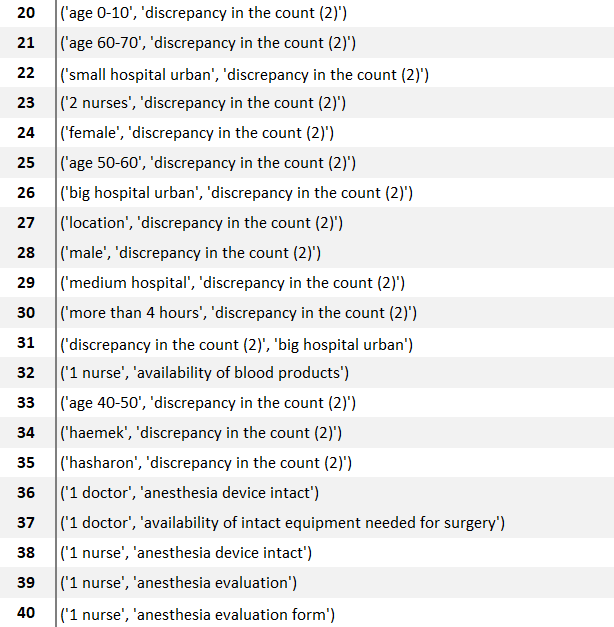 20 ('age 0-10', 'discrepancy in the count (2)')
21 ('age 60-70', 'discrepancy in the count (2)')
22 ('small hospital urban', 'discrepancy in the count (2)')
23 ('2 nurses', 'discrepancy in the count (2)')
24 ('female', 'discrepancy in the count (2)')
25 ('age 50-60', 'discrepancy in the count (2)')
26 ('big hospital urban', 'discrepancy in the count (2)')
27 ('location', 'discrepancy in the count (2)')
28 ('male', 'discrepancy in the count (2)')
29 ('medium hospital', 'discrepancy in the count (2)')
30 ('more than 4 hours', 'discrepancy in the count (2)')
31 ('discrepancy in the count (2)', 'big hospital urban')
32 ('1 nurse', 'availability of blood products')
33 ('age 40-50', 'discrepancy in the count (2)')
34 ('haemek', 'discrepancy in the count (2)')
35 ('hasharon', 'discrepancy in the count (2)')
36 ('1 doctor', 'anesthesia device intact')
37 ('1 doctor', 'availability of intact equipment needed for surgery')
38 ('1 nurse', 'anesthesia device intact')
39 ('1 nurse', 'anesthesia evaluation')
40 ('1 nurse', 'anesthesia evaluation form')